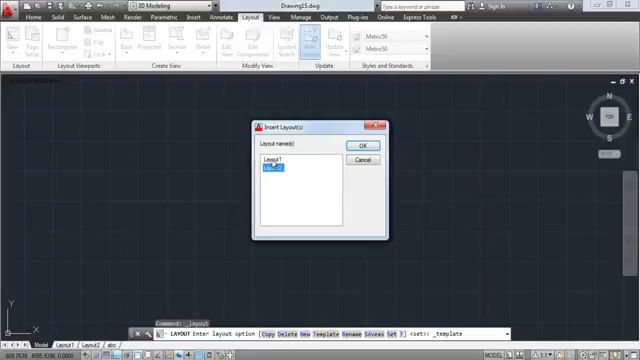 3D Modeling
Drawing15.dwg
Type a keyword or phrase
Sign In
Home Solid Surface Mesh Render Parametric Insert Annotate Layout View Manage Output Plug-ins Online Express Tools
New
Page Setup
Rectangular
Clip
Lock
Base
Section
Detail
Edit View
Edit Components
Symbol Sketch
Auto Update
Update View
Metric50
Metric50
Layout
Layout Viewports
Create View
Modify View
Update
Styles and Standards
N
W TOP E
S
Insert Layout(s)
Layout name(s)
OK
Layout1
Cancel
Layout2
Y
X
Command: _layout
LAYOUT Enter layout option [Copy Delete New Template Rename SAveas Set ?] <set>: _template
Model Layout1 Layout2 abc